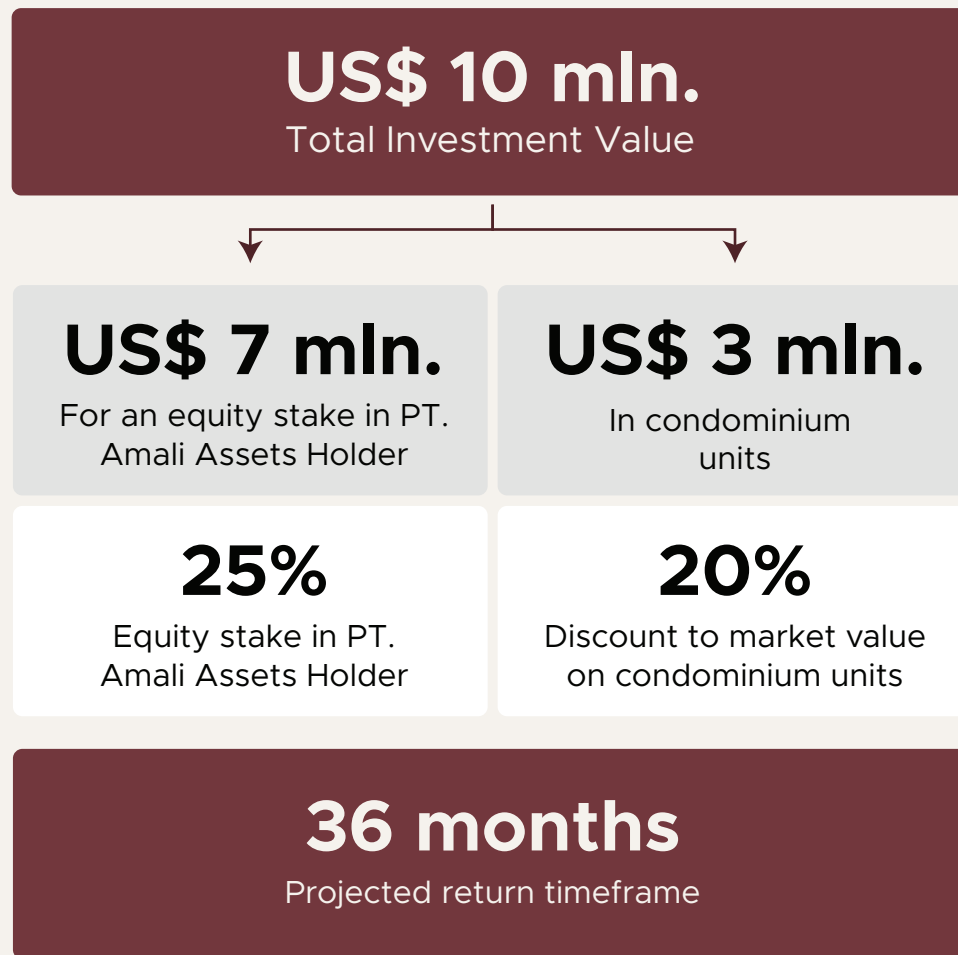 US$ 10 mln.
Total Investment Value
US$ 7 mln.
For an equity stake in PT.
Amali Assets Holder
US$ 3 mln.
In condominium
units
25%
Equity stake in PT.
Amali Assets Holder
20%
Discount to market value
on condominium units
36 months
Projected return timeframe